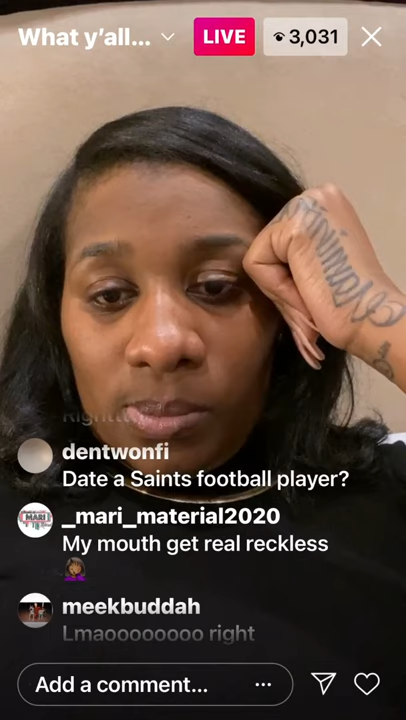 What y'all...
LIVE
3,031
dentwonfi
Date a Saints football player?
_mari_material2020
My mouth get real reckless
meekbuddah
Lmaoooooooo right
Add a comment...